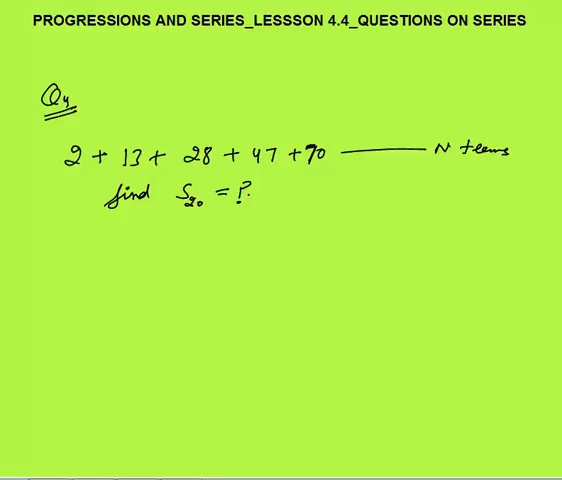 PROGRESSIONS AND SERIES_LESSSON 4.4_QUESTIONS ON SERIES
Q4
2 + 13 + 28 + 47 + 70 ——— N terms
find S20 = ?